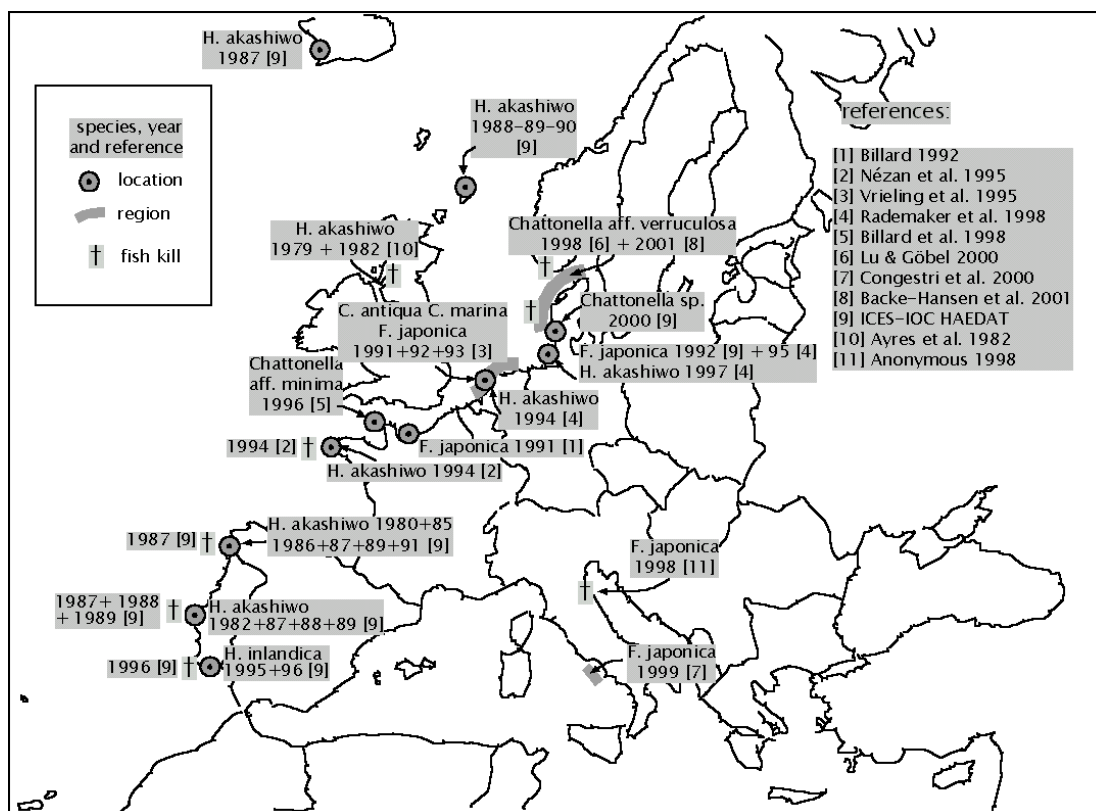 H. akashiwo
1987 [9]
species, year
and reference
location
region
† fish kill
H. akashiwo
1988-89-90
[9]
references:
[1] Billard 1992
[2] Nézan et al. 1995
[3] Vrieling et al. 1995
[4] Rademaker et al. 1998
[5] Billard et al. 1998
[6] Lu & Göbel 2000
[7] Congestri et al. 2000
[8] Backe-Hansen et al. 2001
[9] ICES-IOC HAEDAT
[10] Ayres et al. 1982
[11] Anonymous 1998
H. akashiwo
1979 + 1982 [10]
†
Chattonella aff. verruculosa
1998 [6] + 2001 [8]
†
†
Chattonella sp.
2000 [9]
C. antiqua C. marina
F. japonica
1991+92+93 [3]
F. japonica 1992 [9] + 95 [4]
H. akashiwo 1997 [4]
Chattonella
aff. minima
1996 [5]
H. akashiwo
1994 [4]
1994 [2] †
F. japonica 1991 [1]
H. akashiwo 1994 [2]
1987 [9] †
H. akashiwo 1980+85
1986+87+89+91 [9]
F. japonica
1998 [11]
†
1987+ 1988
+ 1989 [9]
†
H. akashiwo
1982+87+88+89 [9]
1996 [9] †
H. inlandica
1995+96 [9]
F. japonica
1999 [7]